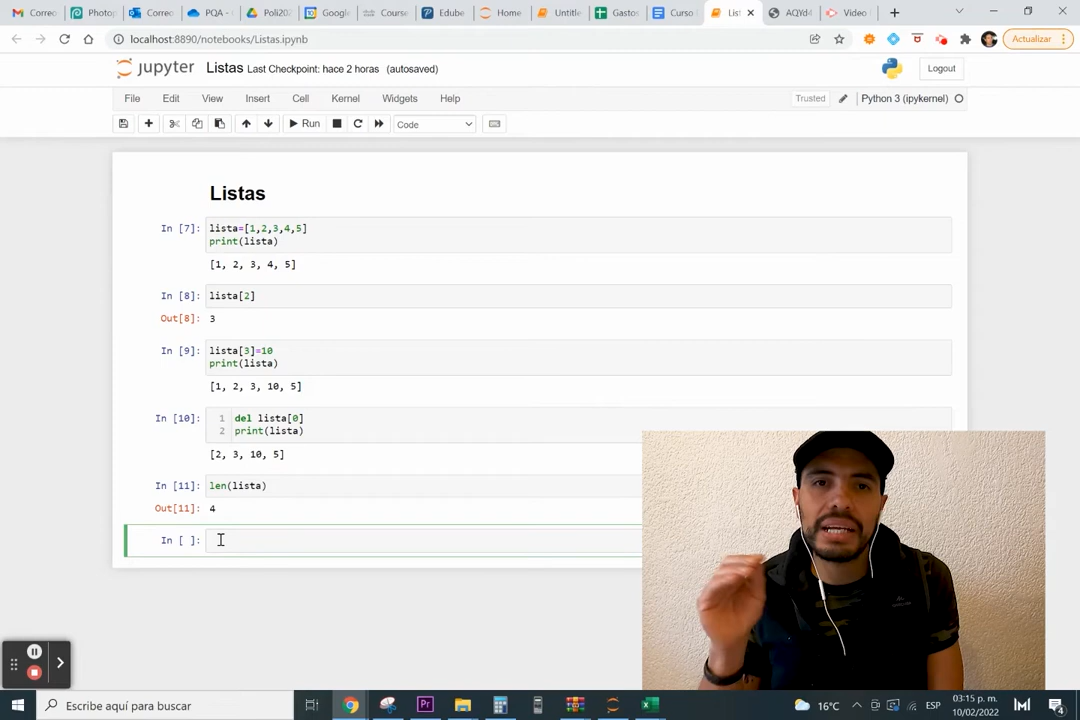 Correo
Photop
Correo
PQA -
Poli202
Google
Course
Edube
Home
Untitle
Gastos
Curso
List
AQYd4
Video
localhost:8890/notebooks/Listas.ipynb
Actualizar
jupyter Listas Last Checkpoint: hace 2 horas (autosaved)
Logout
File Edit View Insert Cell Kernel Widgets Help
Trusted
Python 3 (ipykernel)
Run
Code
Listas
In [7]: lista=[1,2,3,4,5]
print(lista)
[1, 2, 3, 4, 5]
In [8]: lista[2]
Out[8]: 3
In [9]: lista[3]=10
print(lista)
[1, 2, 3, 10, 5]
In [10]: 1 del lista[0]
2 print(lista)
[2, 3, 10, 5]
In [11]: len(lista)
Out[11]: 4
In [ ]:
Escribe aquí para buscar
16°C
ESP
03:15 p. m.
10/02/2022
4